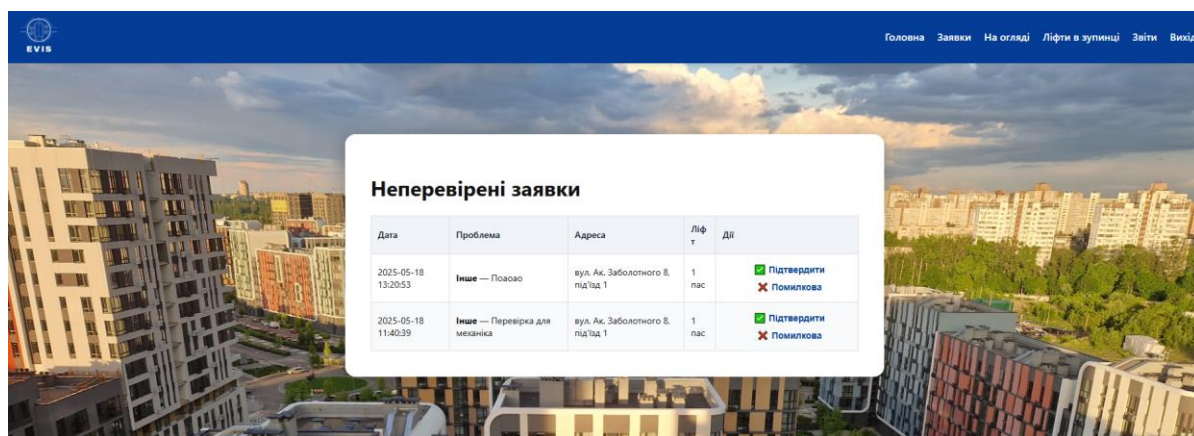 EVIS
Головна Заявки На огляді Ліфти в зупинці Звіти Вихід
Неперевірені заявки
Дата Проблема Адреса Ліф
т Дії
2025-05-18
13:20:53 Інше — Поаоао вул. Ак. Заболотного 8,
під'їзд 1 1
пас ✅ Підтвердити
❌ Помилкова
2025-05-18
11:40:39 Інше — Перевірка для
механіка вул. Ак. Заболотного 8,
під'їзд 1 1
пас ✅ Підтвердити
❌ Помилкова